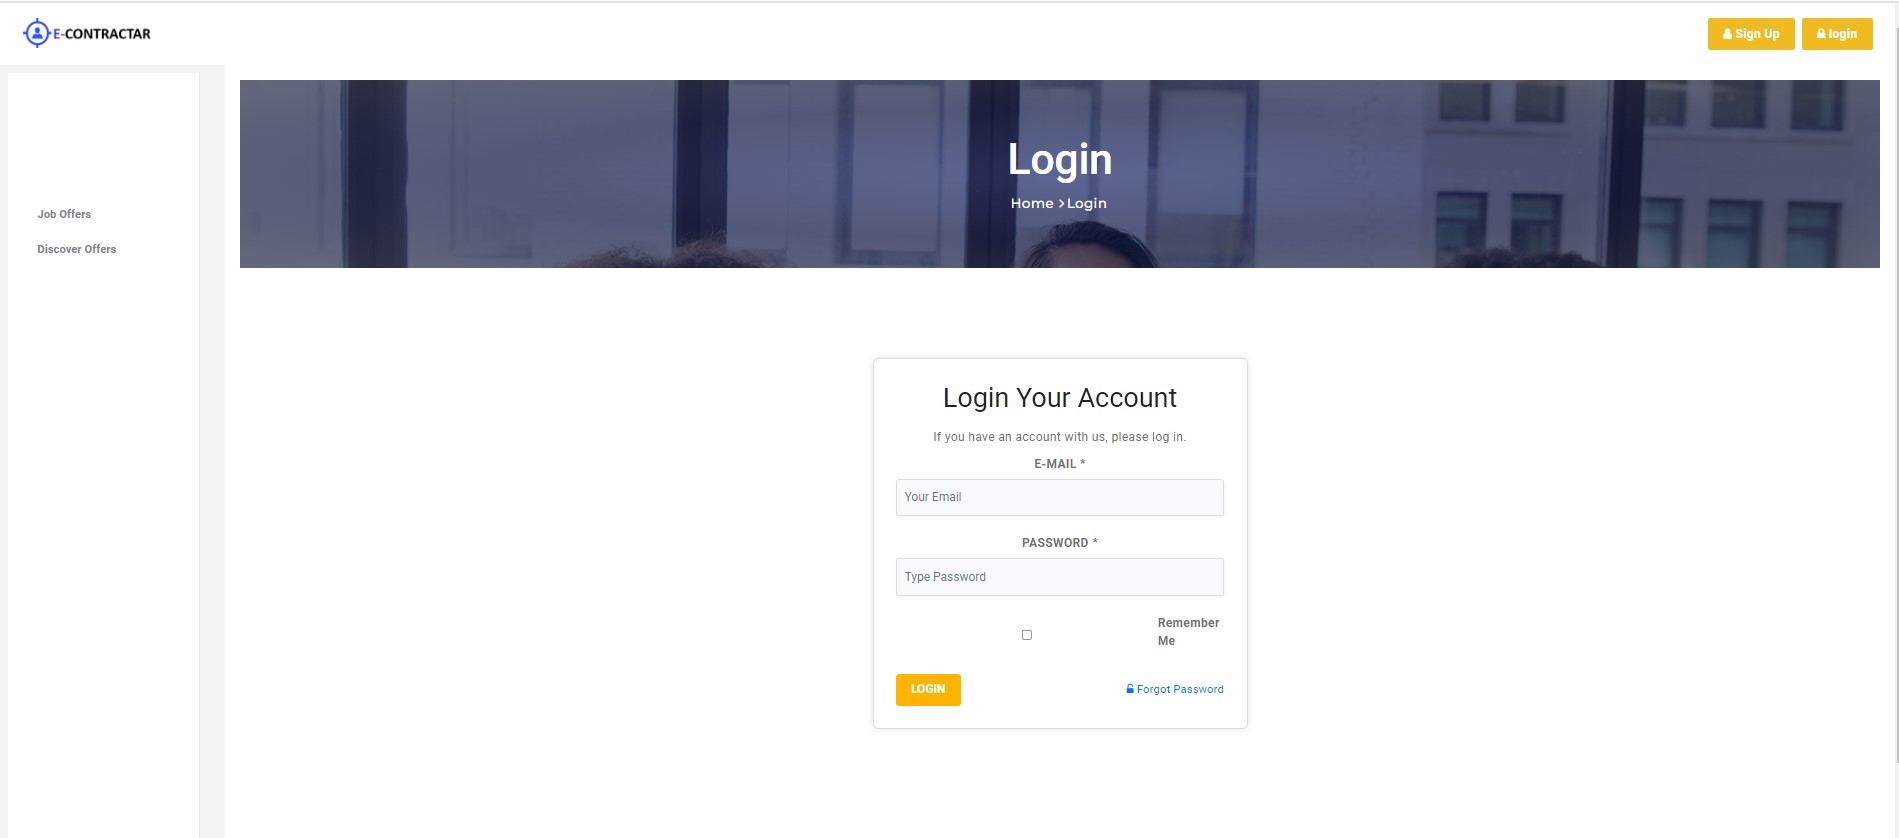 E-CONTRACTAR
Sign Up
login
Job Offers
Discover Offers
Login
Home > Login
Login Your Account
If you have an account with us, please log in.
E-MAIL *
Your Email
PASSWORD *
Type Password
Remember
Me
LOGIN
Forgot Password